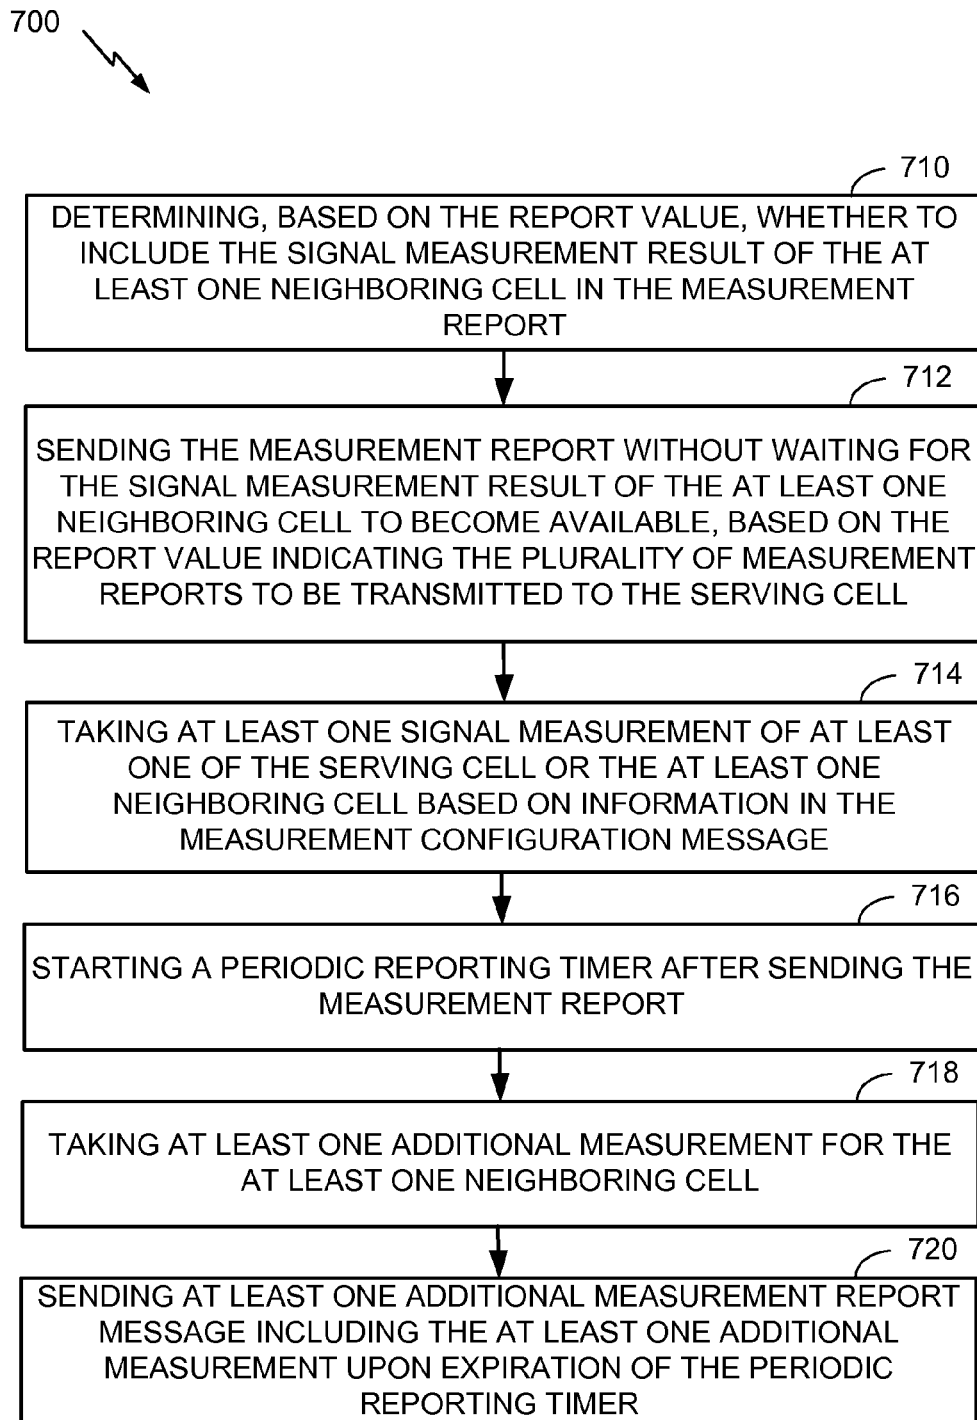 700
710
DETERMINING, BASED ON THE REPORT VALUE, WHETHER TO
INCLUDE THE SIGNAL MEASUREMENT RESULT OF THE AT
LEAST ONE NEIGHBORING CELL IN THE MEASUREMENT
REPORT
712
SENDING THE MEASUREMENT REPORT WITHOUT WAITING FOR
THE SIGNAL MEASUREMENT RESULT OF THE AT LEAST ONE
NEIGHBORING CELL TO BECOME AVAILABLE, BASED ON THE
REPORT VALUE INDICATING THE PLURALITY OF MEASUREMENT
REPORTS TO BE TRANSMITTED TO THE SERVING CELL
714
TAKING AT LEAST ONE SIGNAL MEASUREMENT OF AT LEAST
ONE OF THE SERVING CELL OR THE AT LEAST ONE
NEIGHBORING CELL BASED ON INFORMATION IN THE
MEASUREMENT CONFIGURATION MESSAGE
716
STARTING A PERIODIC REPORTING TIMER AFTER SENDING THE
MEASUREMENT REPORT
718
TAKING AT LEAST ONE ADDITIONAL MEASUREMENT FOR THE
AT LEAST ONE NEIGHBORING CELL
720
SENDING AT LEAST ONE ADDITIONAL MEASUREMENT REPORT
MESSAGE INCLUDING THE AT LEAST ONE ADDITIONAL
MEASUREMENT UPON EXPIRATION OF THE PERIODIC
REPORTING TIMER